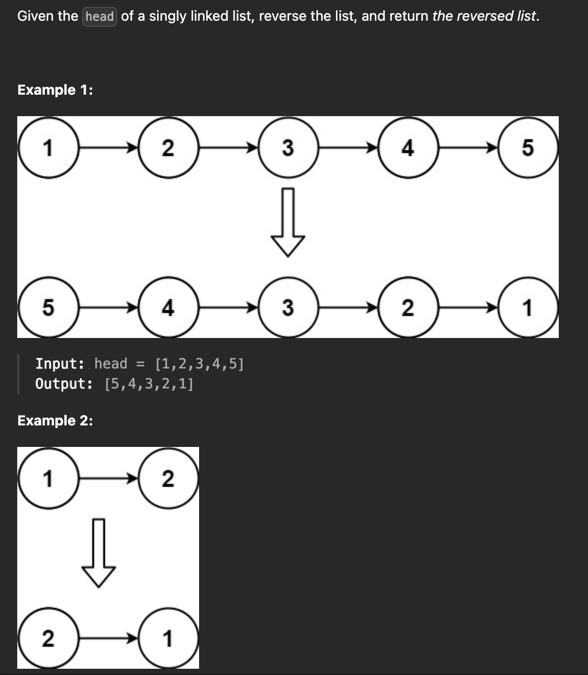 Given the head of a singly linked list, reverse the list, and return the reversed list.
Example 1:
1 2 3 4 5
5 4 3 2 1
Input: head = [1,2,3,4,5]
Output: [5,4,3,2,1]
Example 2:
1 2
2 1